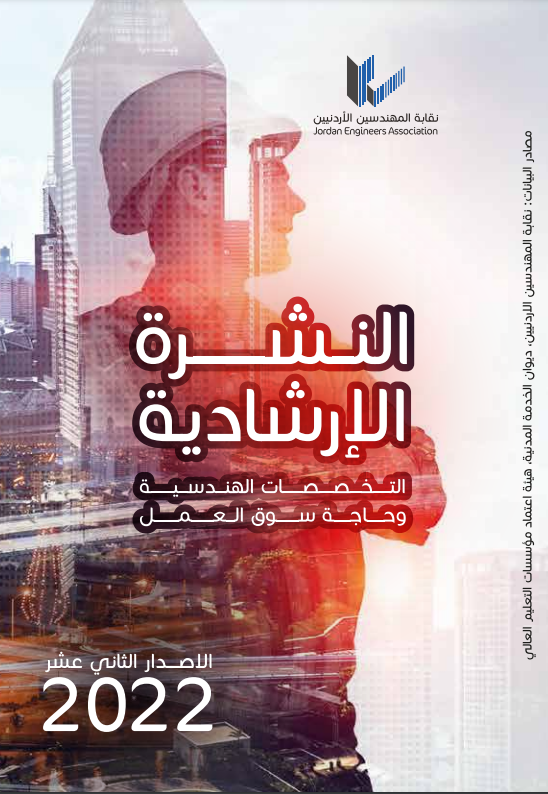 نقابة المهندسين الأردنيين
Jordan Engineers Association
النشرة
الإرشادية
التخصصات الهندسية
وحاجة سوق العمل
الاصدار الثاني عشر
2022
مصادر البيانات: نقابة المهندسين الاردنيين، ديوان الخدمة المدنية، هيئة اعتماد مؤسسات التعليم العالي